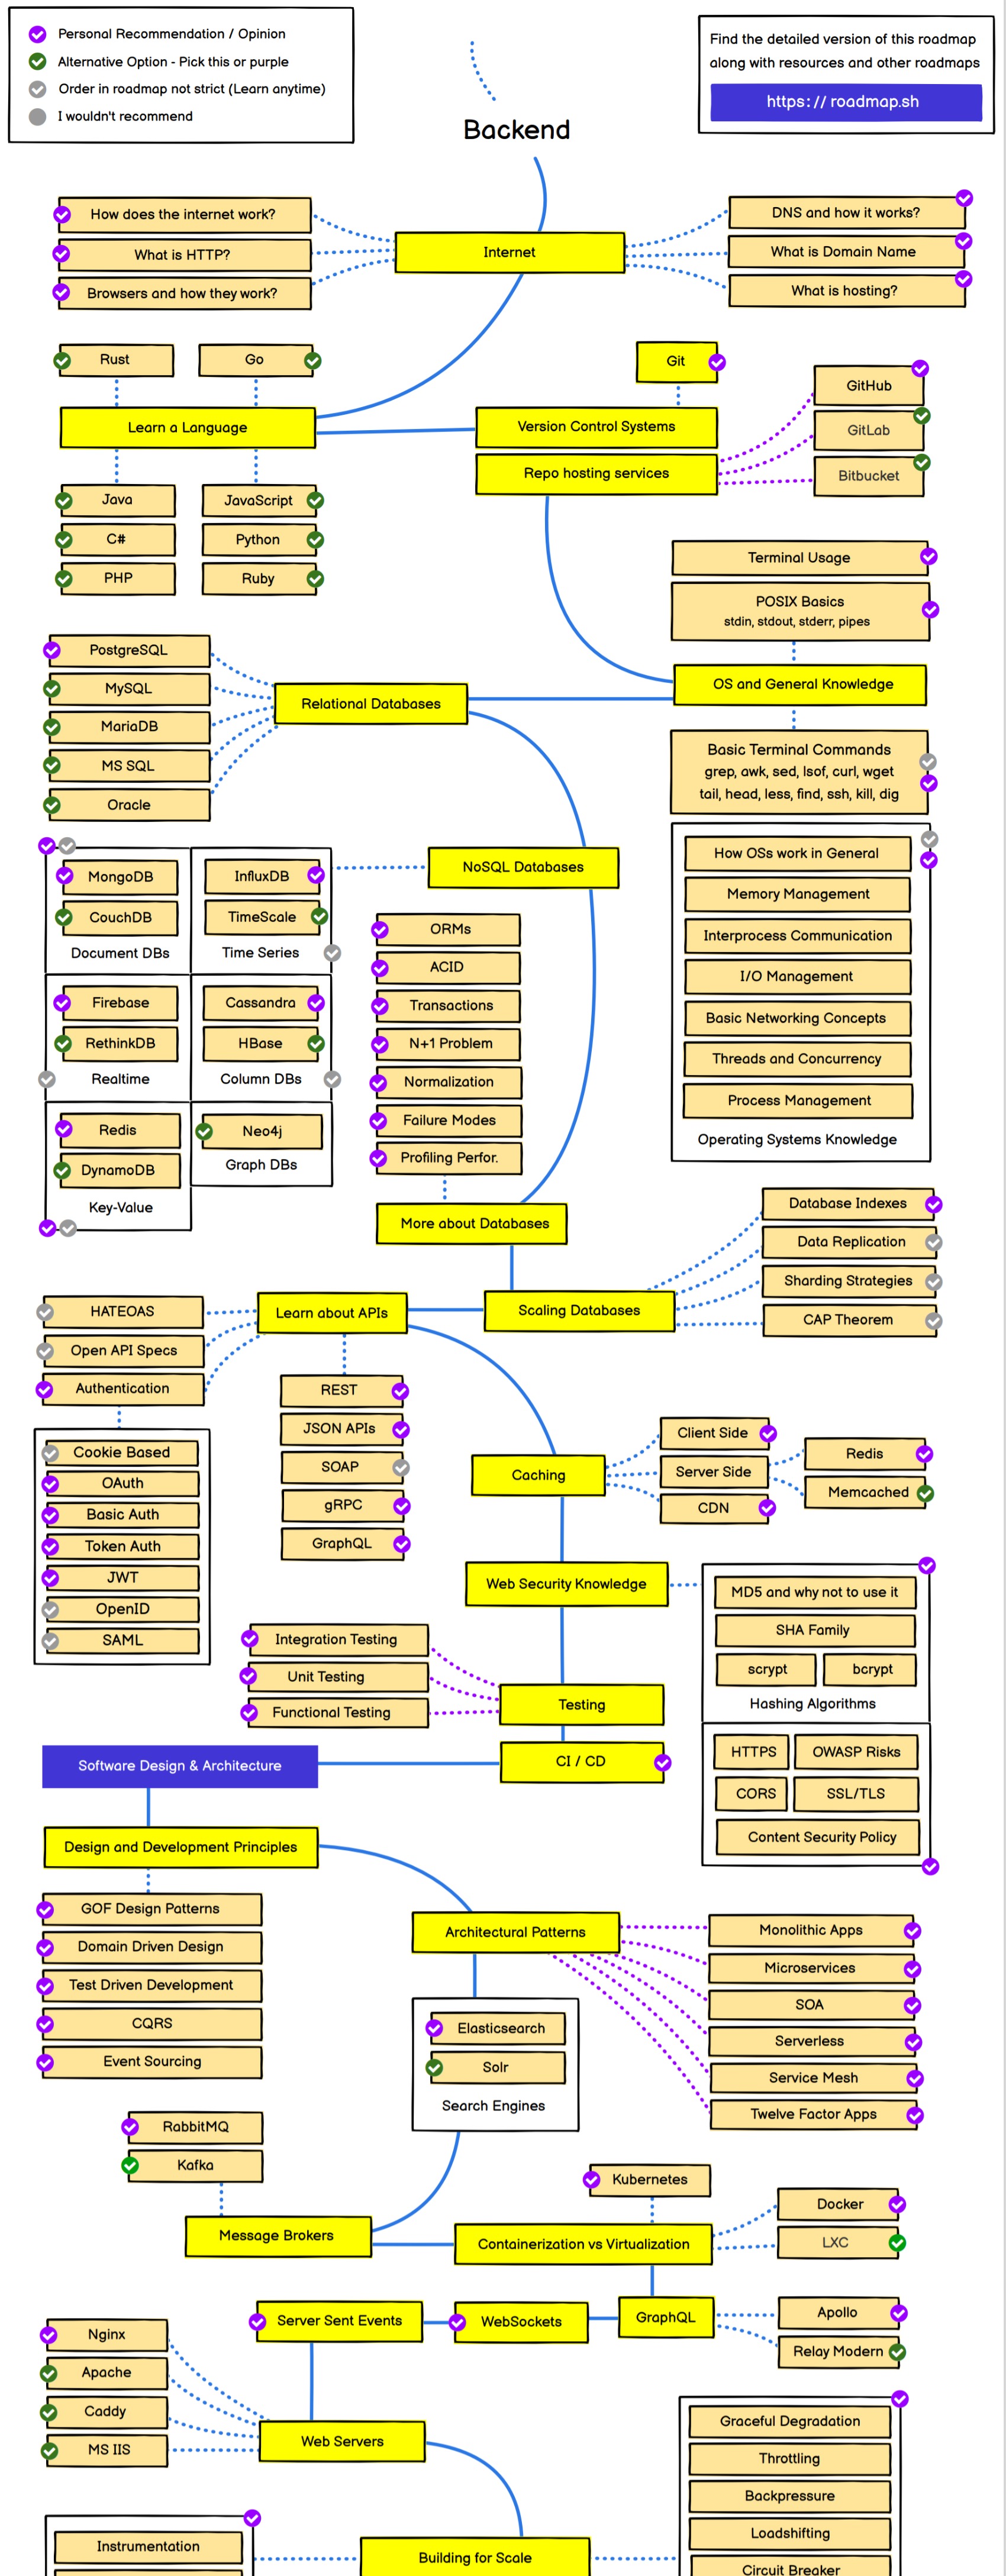 Personal Recommendation / Opinion
Alternative Option - Pick this or purple
Order in roadmap not strict (Learn anytime)
I wouldn't recommend
Find the detailed version of this roadmap
along with resources and other roadmaps
https://roadmap.sh
Backend
How does the internet work?
What is HTTP?
Browsers and how they work?
Internet
DNS and how it works?
What is Domain Name
What is hosting?
Rust
Go
Learn a Language
Java
JavaScript
C#
Python
PHP
Ruby
Git
Version Control Systems
Repo hosting services
GitHub
GitLab
Bitbucket
Terminal Usage
POSIX Basics
stdin, stdout, stderr, pipes
OS and General Knowledge
Basic Terminal Commands
grep, awk, sed, lsof, curl, wget
tail, head, less, find, ssh, kill, dig
How OSs work in General
Memory Management
Interprocess Communication
I/O Management
Basic Networking Concepts
Threads and Concurrency
Process Management
Operating Systems Knowledge
PostgreSQL
MySQL
MariaDB
MS SQL
Oracle
Relational Databases
NoSQL Databases
MongoDB
CouchDB
Document DBs
InfluxDB
TimeScale
Time Series
Firebase
RethinkDB
Realtime
Cassandra
HBase
Column DBs
Redis
DynamoDB
Key-Value
Neo4j
Graph DBs
ORMs
ACID
Transactions
N+1 Problem
Normalization
Failure Modes
Profiling Perfor.
More about Databases
Database Indexes
Data Replication
Sharding Strategies
CAP Theorem
Scaling Databases
Learn about APIs
HATEOAS
Open API Specs
Authentication
Cookie Based
OAuth
Basic Auth
Token Auth
JWT
OpenID
SAML
REST
JSON APIs
SOAP
gRPC
GraphQL
Caching
Client Side
Server Side
CDN
Redis
Memcached
Web Security Knowledge
MD5 and why not to use it
SHA Family
scrypt
bcrypt
Hashing Algorithms
HTTPS
OWASP Risks
CORS
SSL/TLS
Content Security Policy
Integration Testing
Unit Testing
Functional Testing
Testing
CI / CD
Software Design & Architecture
Design and Development Principles
GOF Design Patterns
Domain Driven Design
Test Driven Development
CQRS
Event Sourcing
Architectural Patterns
Monolithic Apps
Microservices
SOA
Serverless
Service Mesh
Twelve Factor Apps
Elasticsearch
Solr
Search Engines
RabbitMQ
Kafka
Message Brokers
Kubernetes
Containerization vs Virtualization
Docker
LXC
Server Sent Events
WebSockets
GraphQL
Apollo
Relay Modern
Nginx
Apache
Caddy
MS IIS
Web Servers
Graceful Degradation
Throttling
Backpressure
Loadshifting
Circuit Breaker
Instrumentation
Building for Scale